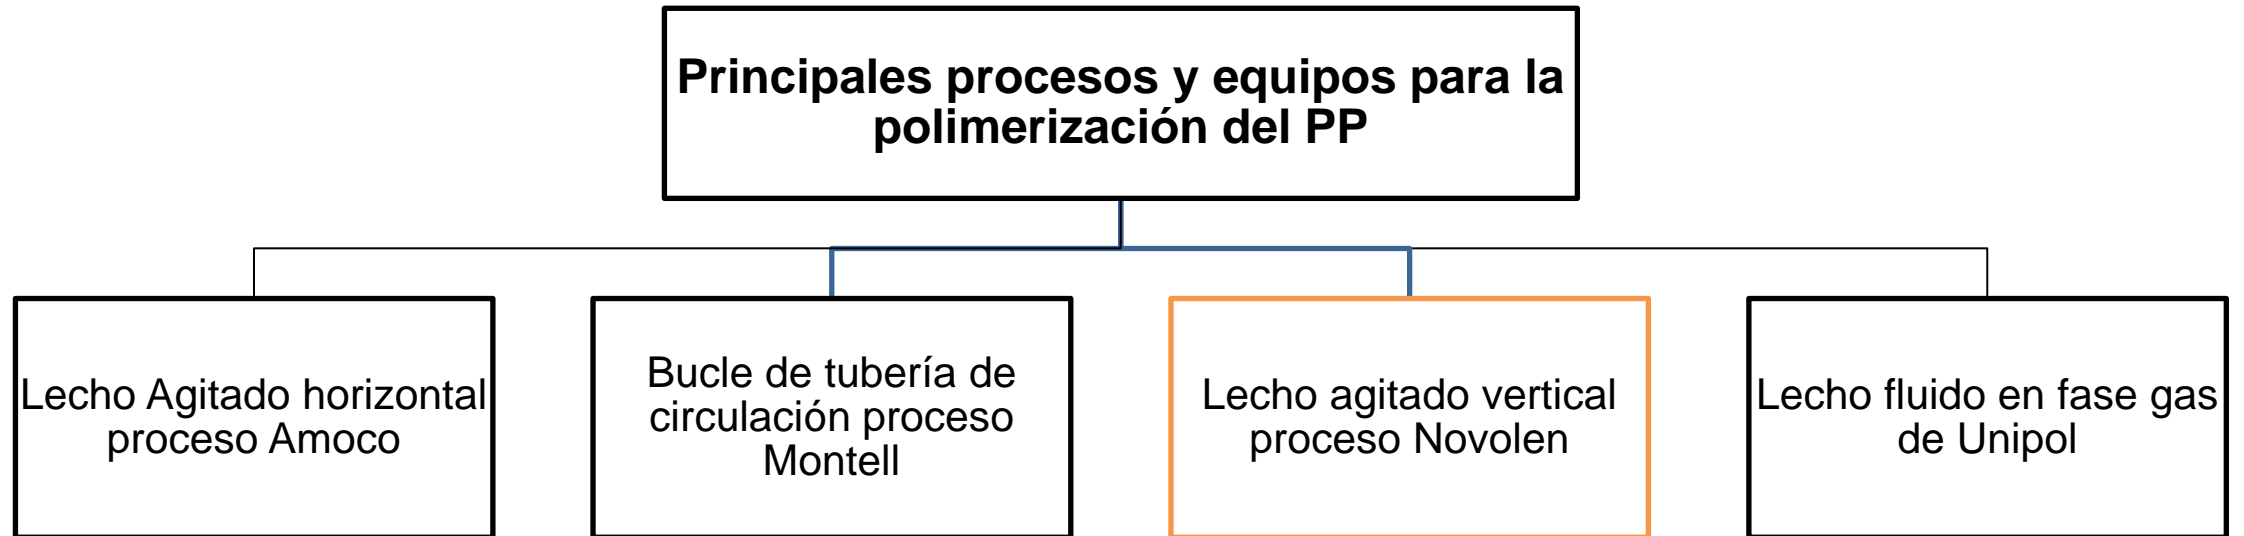 Principales procesos y equipos para la
polimerización del PP
Lecho Agitado horizontal
proceso Amoco
Bucle de tubería de
circulación proceso
Montell
Lecho agitado vertical
proceso Novolen
Lecho fluido en fase gas
de Unipol